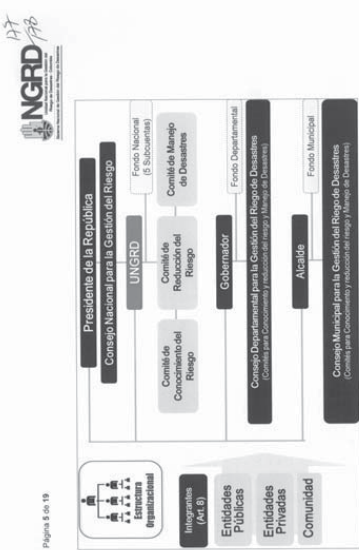 Página 5 de 19
NGRD
177
178
Estructura
Organizacional
Integrantes
(Art. 8)
Entidades
Públicas
Entidades
Privadas
Comunidad
Presidente de la República
Consejo Nacional para la Gestión del Riesgo
UNGRD
Fondo Nacional
(5 Subcuentas)
Comité de
Conocimiento del
Riesgo
Comité de
Reducción del
Riesgo
Comité de Manejo
de Desastres
Gobernador
Fondo Departamental
Consejo Departamental para la Gestión del Riego de Desastres
(Comités para Conocimiento y reducción del riesgo y Manejo de Desastres)
Alcalde
Fondo Municipal
Consejo Municipal para la Gestión del Riego de Desastres
(Comités para Conocimiento y reducción del riesgo y Manejo de Desastres)